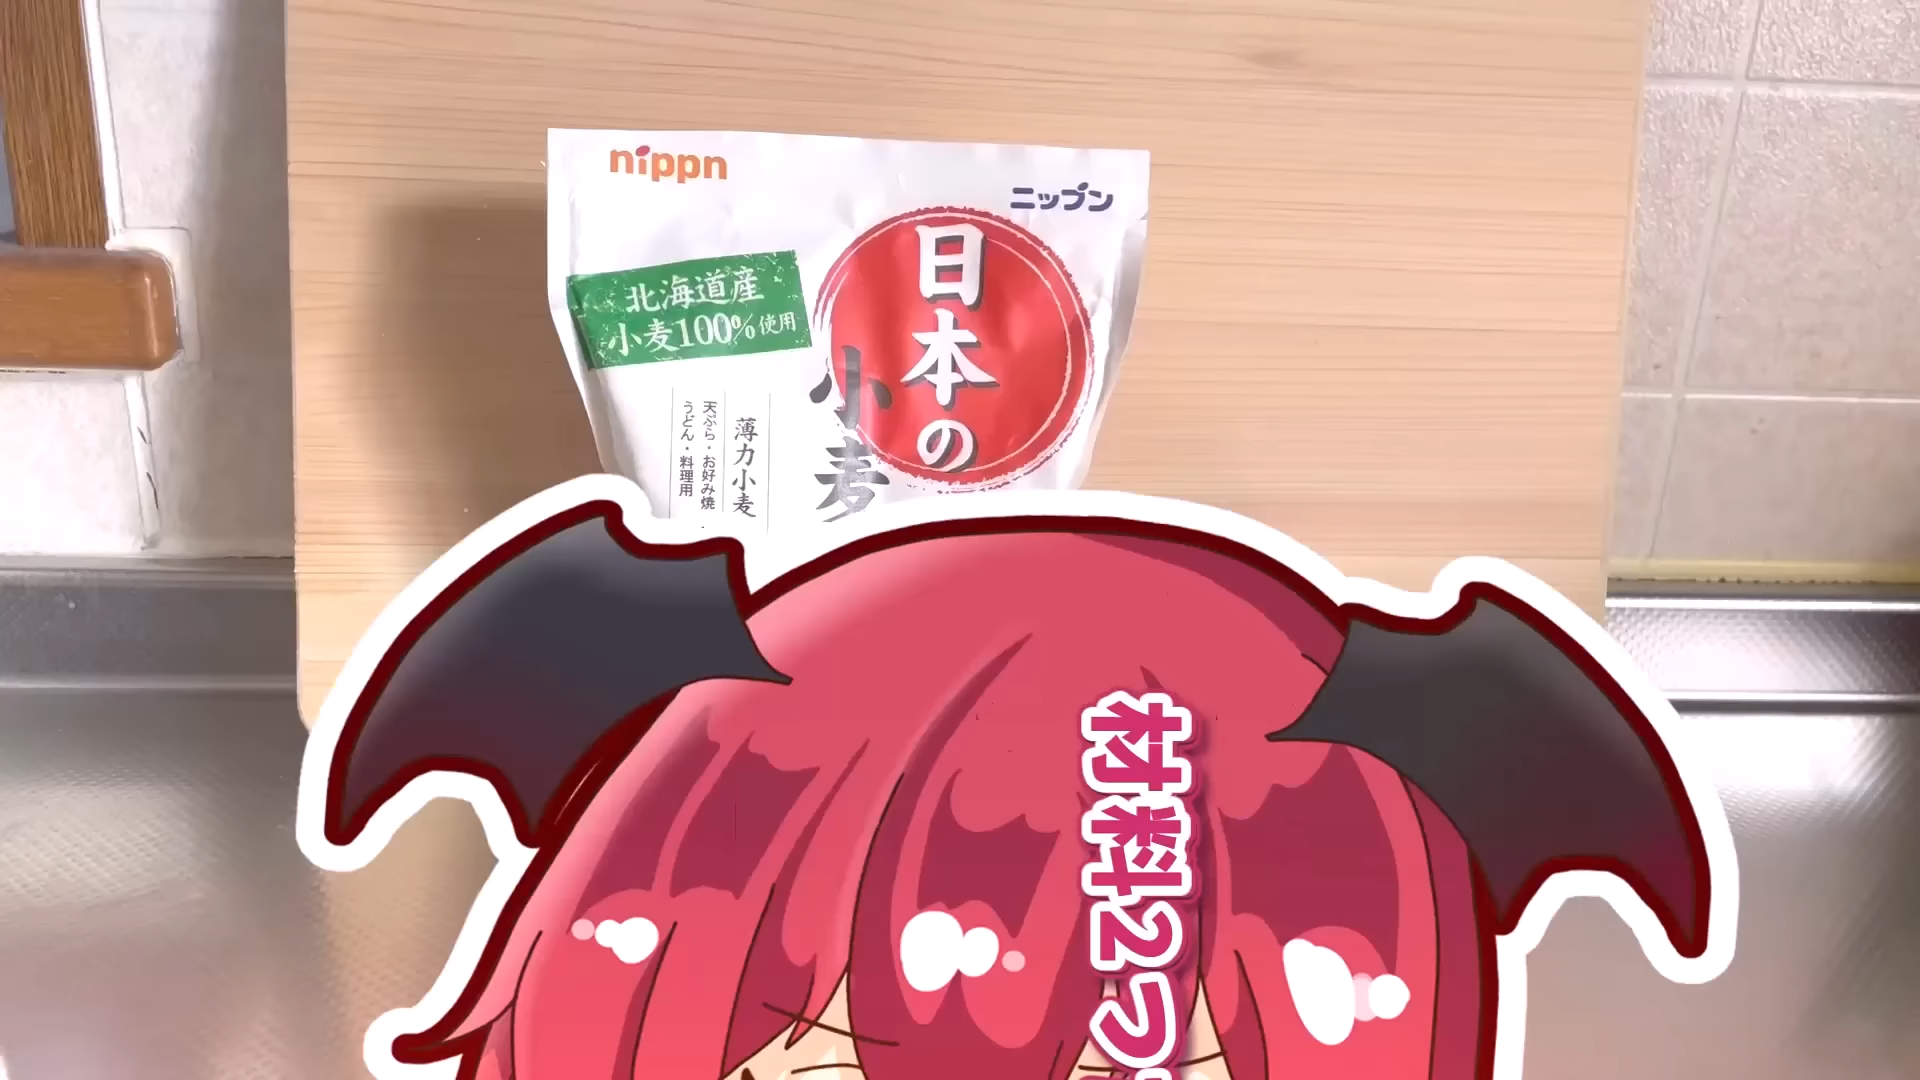 nippn
ニップン
北海道産
小麦100%使用
日本の
小麦
薄力小麦
天ぷら・お好み焼
うどん・料理用
材料2つ